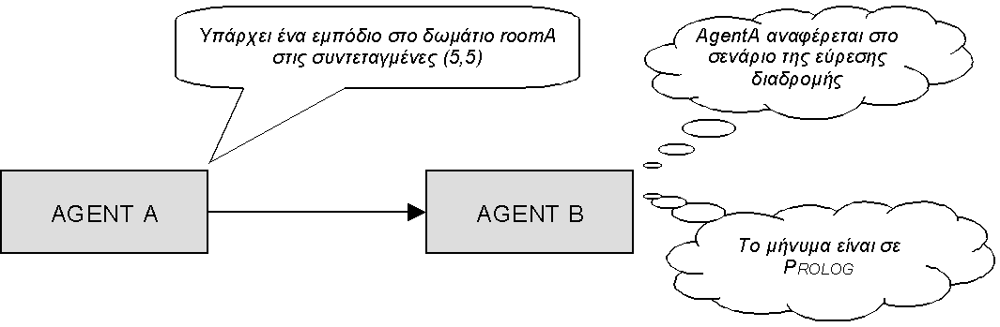 Υπάρχει ένα εμπόδιο στο δωμάτιο roomA
στις συντεταγμένες (5,5)
AgentA αναφέρεται στο
σενάριο της εύρεσης
διαδρομής
AGENT A
AGENT B
Το μήνυμα είναι σε
PROLOG